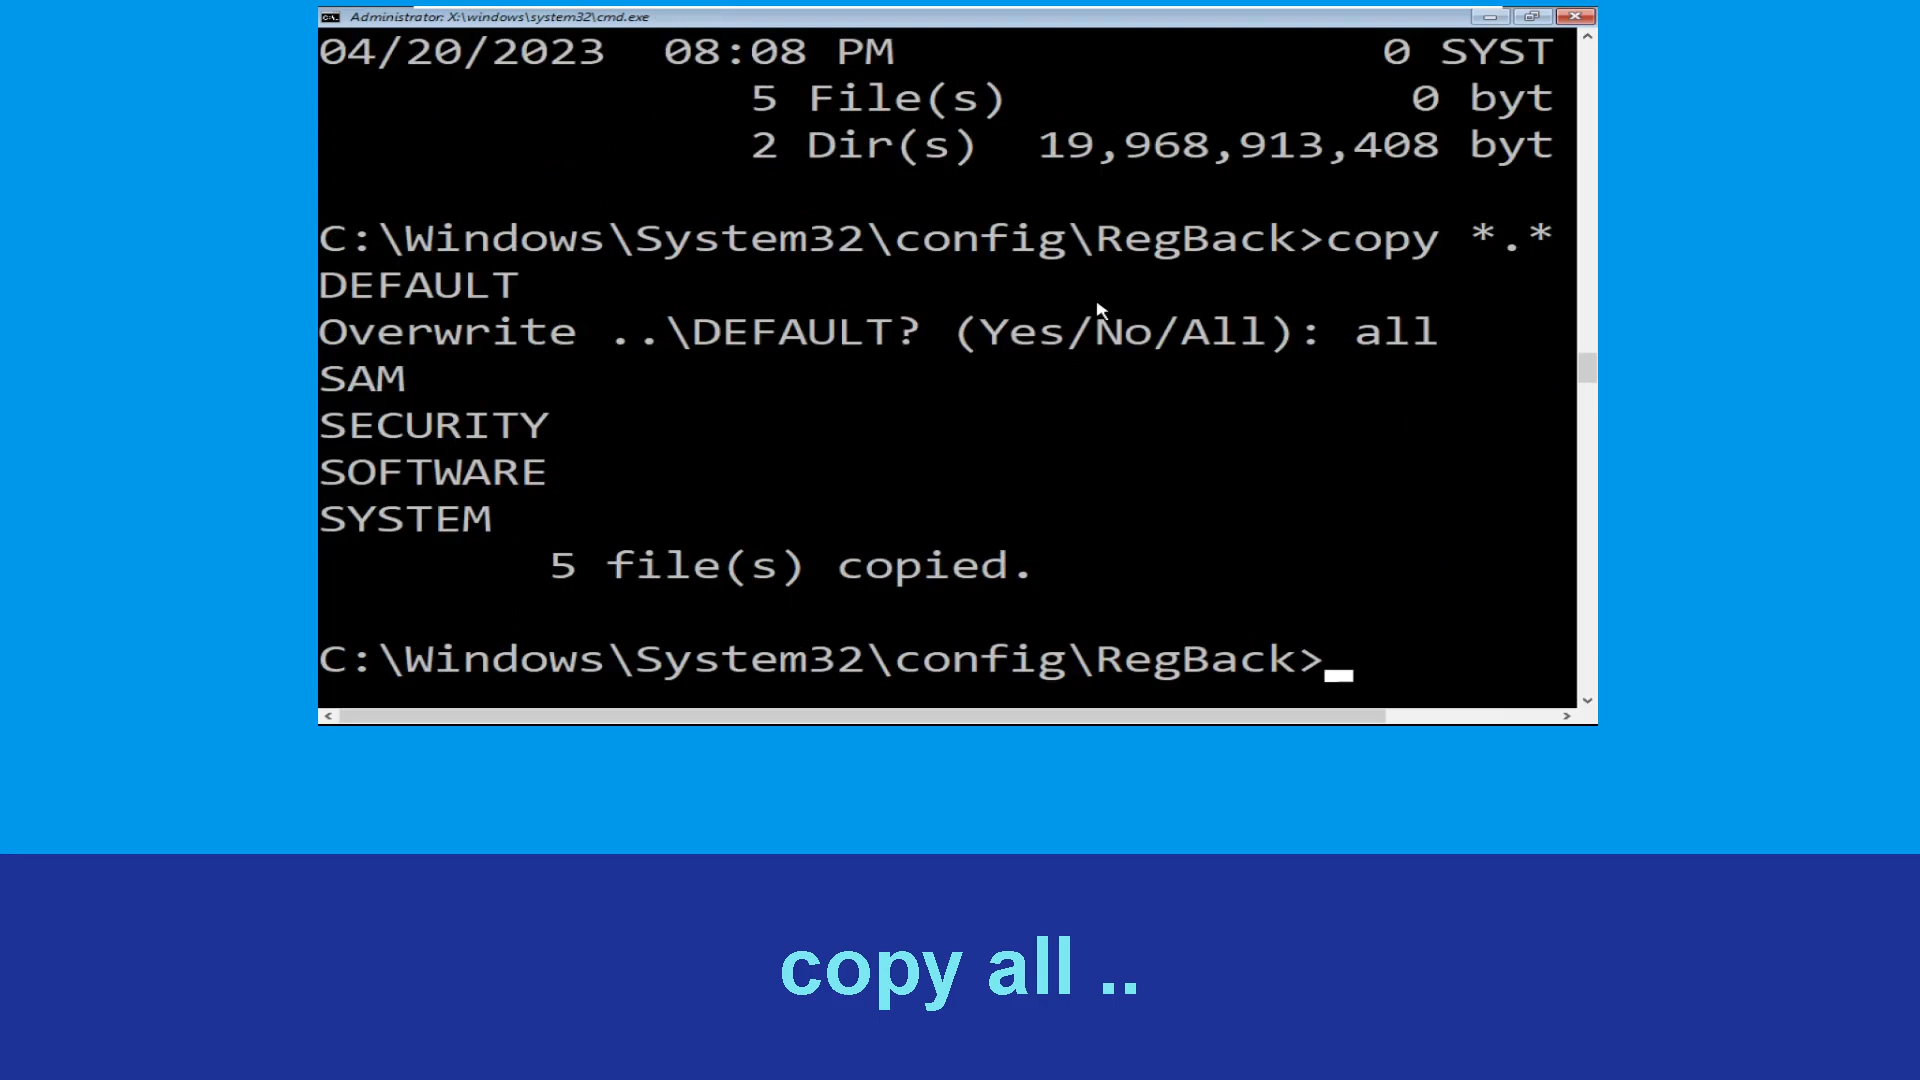 Administrator: X:\windows\system32\cmd.exe
04/20/2023  08:08 PM                 0 SYST
5 File(s)              0 byt
2 Dir(s)  19,968,913,408 byt
C:\Windows\System32\config\RegBack>copy *.*
DEFAULT
Overwrite ..\DEFAULT? (Yes/No/All): all
SAM
SECURITY
SOFTWARE
SYSTEM
5 file(s) copied.
C:\Windows\System32\config\RegBack>
copy all ..